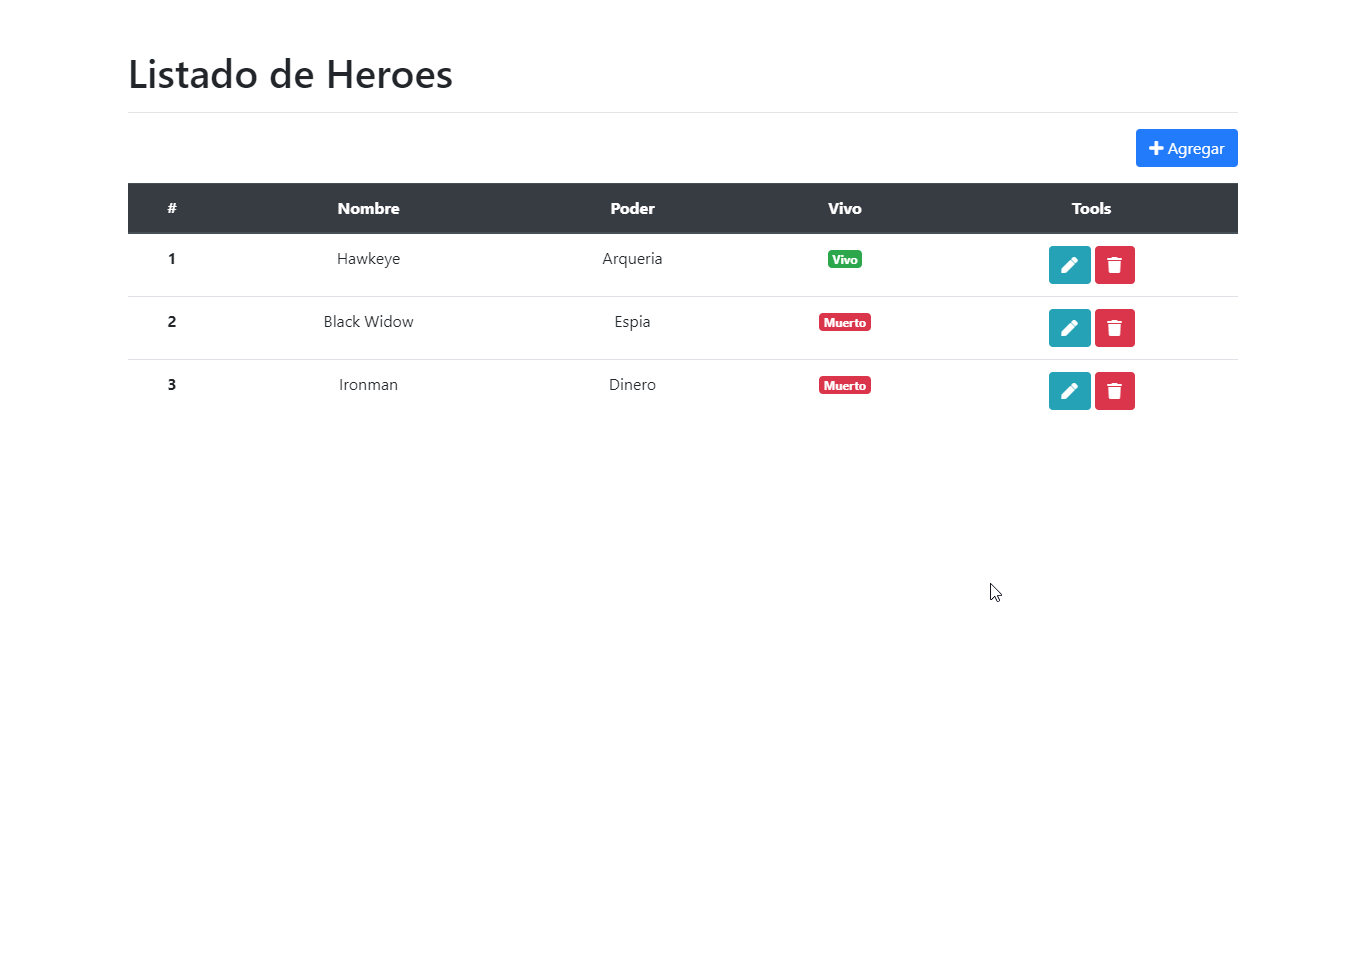 Listado de Heroes
Agregar
# Nombre Poder Vivo Tools
1 Hawkeye Arqueria Vivo
2 Black Widow Espia Muerto
3 Ironman Dinero Muerto